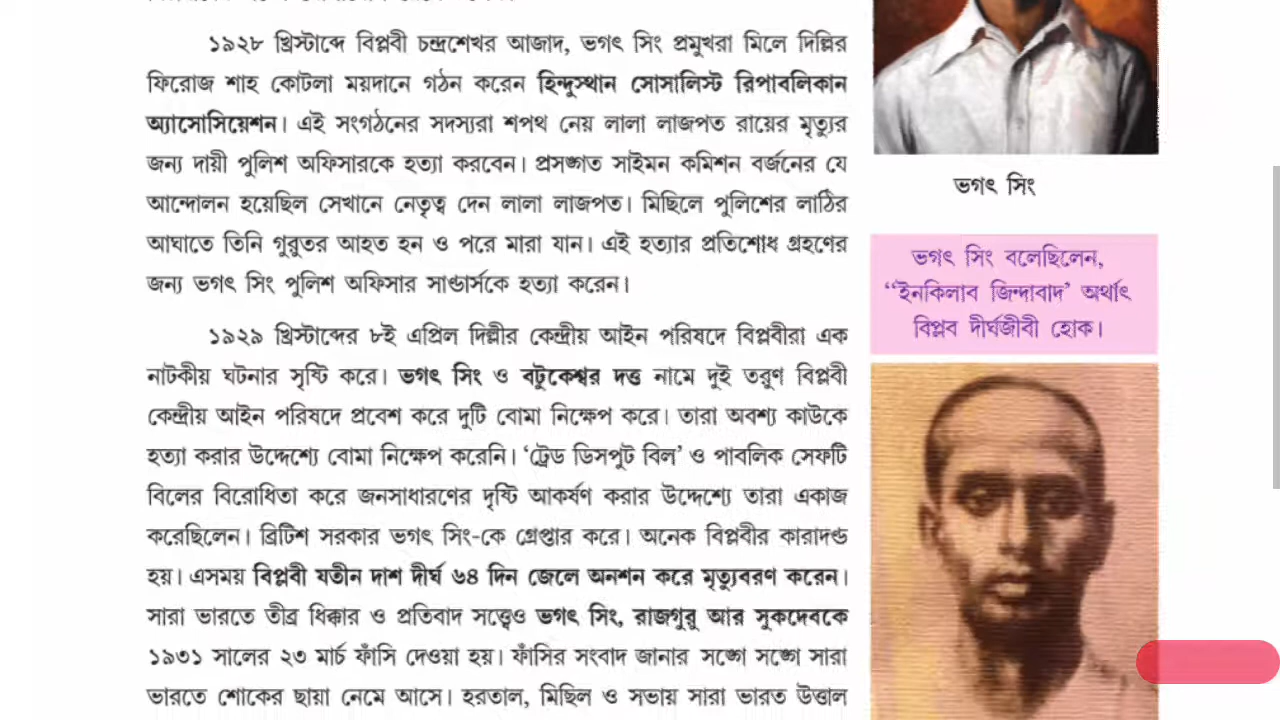 ১৯২৮ খ্রিস্টাব্দে বিপ্লবী চন্দ্রশেখর আজাদ, ভগৎ সিং প্রমুখরা মিলে দিল্লির
ফিরোজ শাহ কোটলা ময়দানে গঠন করেন হিন্দুস্থান সোসালিস্ট রিপাবলিকান
অ্যাসোসিয়েশন। এই সংগঠনের সদস্যরা শপথ নেয় লালা লাজপত রায়ের মৃত্যুর
জন্য দায়ী পুলিশ অফিসারকে হত্যা করবেন। প্রসঙ্গত সাইমন কমিশন বর্জনের যে
আন্দোলন হয়েছিল সেখানে নেতৃত্ব দেন লালা লাজপত। মিছিলে পুলিশের লাঠির
আঘাতে তিনি গুরুতর আহত হন ও পরে মারা যান। এই হত্যার প্রতিশোধ গ্রহণের
জন্য ভগৎ সিং পুলিশ অফিসার সান্ডার্সকে হত্যা করেন।
১৯২৯ খ্রিস্টাব্দের ৮ই এপ্রিল দিল্লীর কেন্দ্রীয় আইন পরিষদে বিপ্লবীরা এক
নাটকীয় ঘটনার সৃষ্টি করে। ভগৎ সিং ও বটুকেশ্বর দত্ত নামে দুই তরুণ বিপ্লবী
কেন্দ্রীয় আইন পরিষদে প্রবেশ করে দুটি বোমা নিক্ষেপ করে। তারা অবশ্য কাউকে
হত্যা করার উদ্দেশ্যে বোমা নিক্ষেপ করেনি। ‘ট্রেড ডিসপুট বিল’ ও পাবলিক সেফটি
বিলের বিরোধিতা করে জনসাধারণের দৃষ্টি আকর্ষণ করার উদ্দেশ্যে তারা একাজ
করেছিলেন। ব্রিটিশ সরকার ভগৎ সিং-কে গ্রেপ্তার করে। অনেক বিপ্লবীর কারাদণ্ড
হয়। এসময় বিপ্লবী যতীন দাশ দীর্ঘ ৬৪ দিন জেলে অনশন করে মৃত্যুবরণ করেন।
সারা ভারতে তীব্র ধিক্কার ও প্রতিবাদ সত্ত্বেও ভগৎ সিং, রাজগুরু আর সুকদেবকে
১৯৩১ সালের ২৩ মার্চ ফাঁসি দেওয়া হয়। ফাঁসির সংবাদ জানার সঙ্গে সঙ্গে সারা
ভারতে শোকের ছায়া নেমে আসে। হরতাল, মিছিল ও সভায় সারা ভারত উত্তাল
ভগৎ সিং
ভগৎ সিং বলেছিলেন,
“ইনকিলাব জিন্দাবাদ’ অর্থাৎ
বিপ্লব দীর্ঘজীবী হোক।